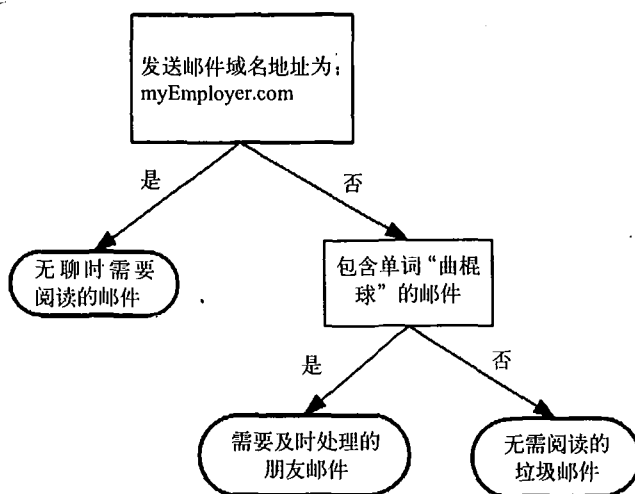 发送邮件域名地址为：
myEmployer.com
是
否
无聊时需要
阅读的邮件
包含单词“曲棍
球”的邮件
是
否
需要及时处理的
朋友邮件
无需阅读的
垃圾邮件